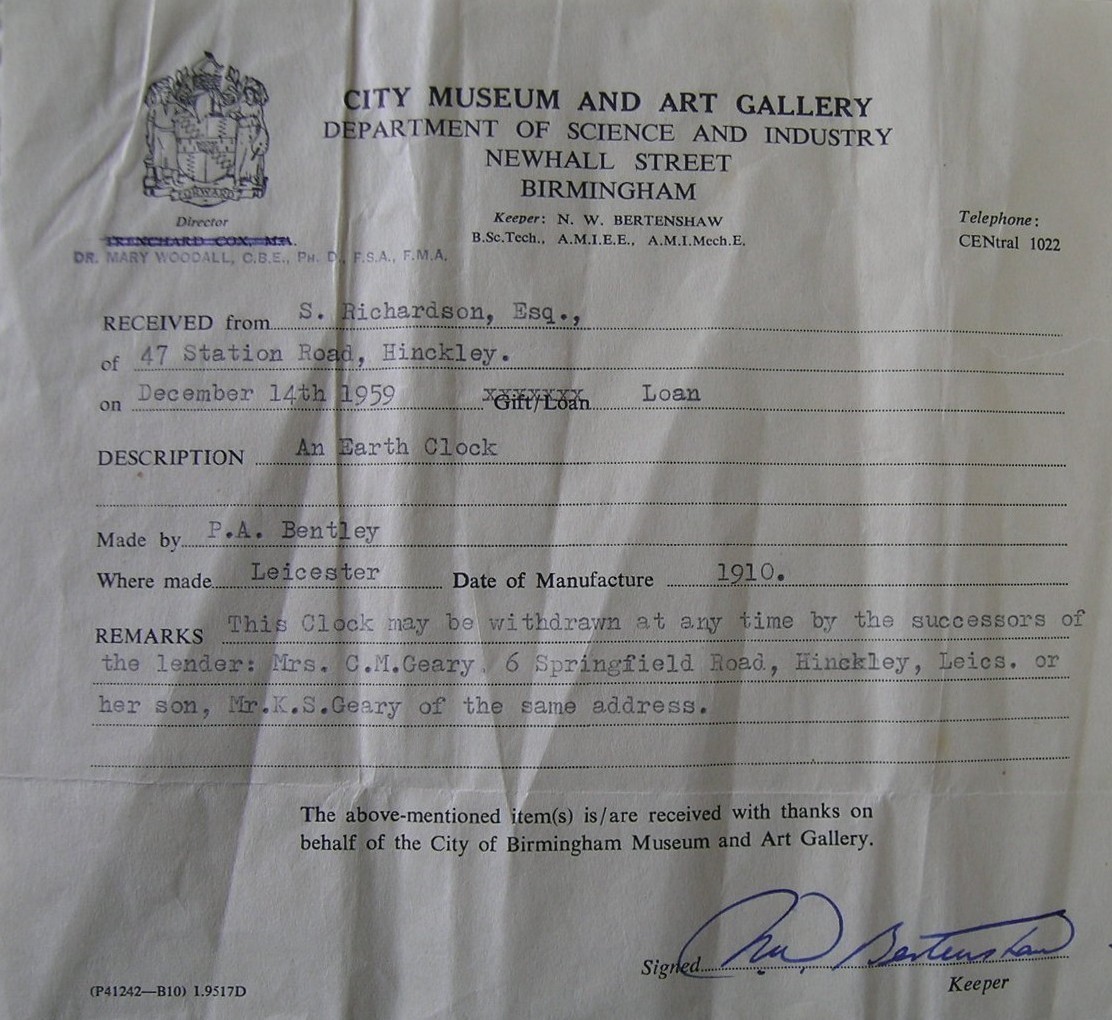 FORWARD
CITY MUSEUM AND ART GALLERY
DEPARTMENT OF SCIENCE AND INDUSTRY
NEWHALL STREET
BIRMINGHAM
Director
Keeper: N. W. BERTENSHAW
Telephone:
TRENCHARD COX, MA.
B.Sc.Tech., A.M.I.E.E., A.M.I.Mech.E.
CENtral 1022
DR. MARY WOODALL, C.B.E., PH. D., F.S.A., F.M.A.
RECEIVED from S. Richardson, Esq.,
of 47 Station Road, Hinckley.
on December 14th 1959 Gift/Loan Loan
DESCRIPTION An Earth Clock
Made by P.A. Bentley
Where made Leicester Date of Manufacture 1910.
REMARKS This Clock may be withdrawn at any time by the successors of
the lender: Mrs. C.M.Geary, 6 Springfield Road, Hinckley, Leics. or
her son, Mr.K.S.Geary of the same address.
The above-mentioned item(s) is/are received with thanks on
behalf of the City of Birmingham Museum and Art Gallery.
Signed N W Bertenshaw
Keeper
(P41242—B10) 1.9517D